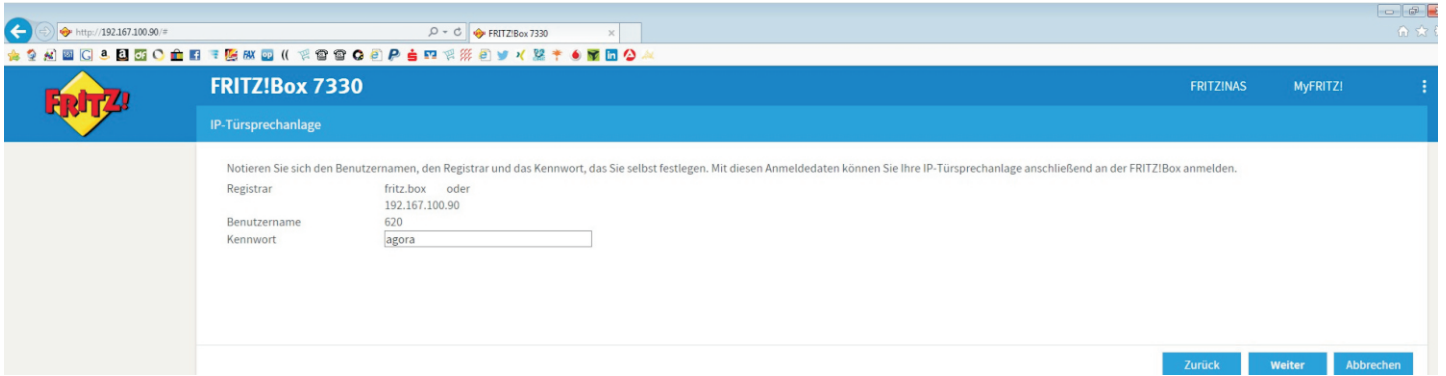 http://192.167.100.90/#
FRITZ!Box 7330
FRITZ!
FRITZ!Box 7330
FRITZ!NAS
MyFRITZ!
IP-Türsprechanlage
Notieren Sie sich den Benutzernamen, den Registrar und das Kennwort, das Sie selbst festlegen. Mit diesen Anmeldedaten können Sie Ihre IP-Türsprechanlage anschließend an der FRITZ!Box anmelden.
Registrar fritz.box oder
192.167.100.90
Benutzername 620
Kennwort agora
Zurück Weiter Abbrechen